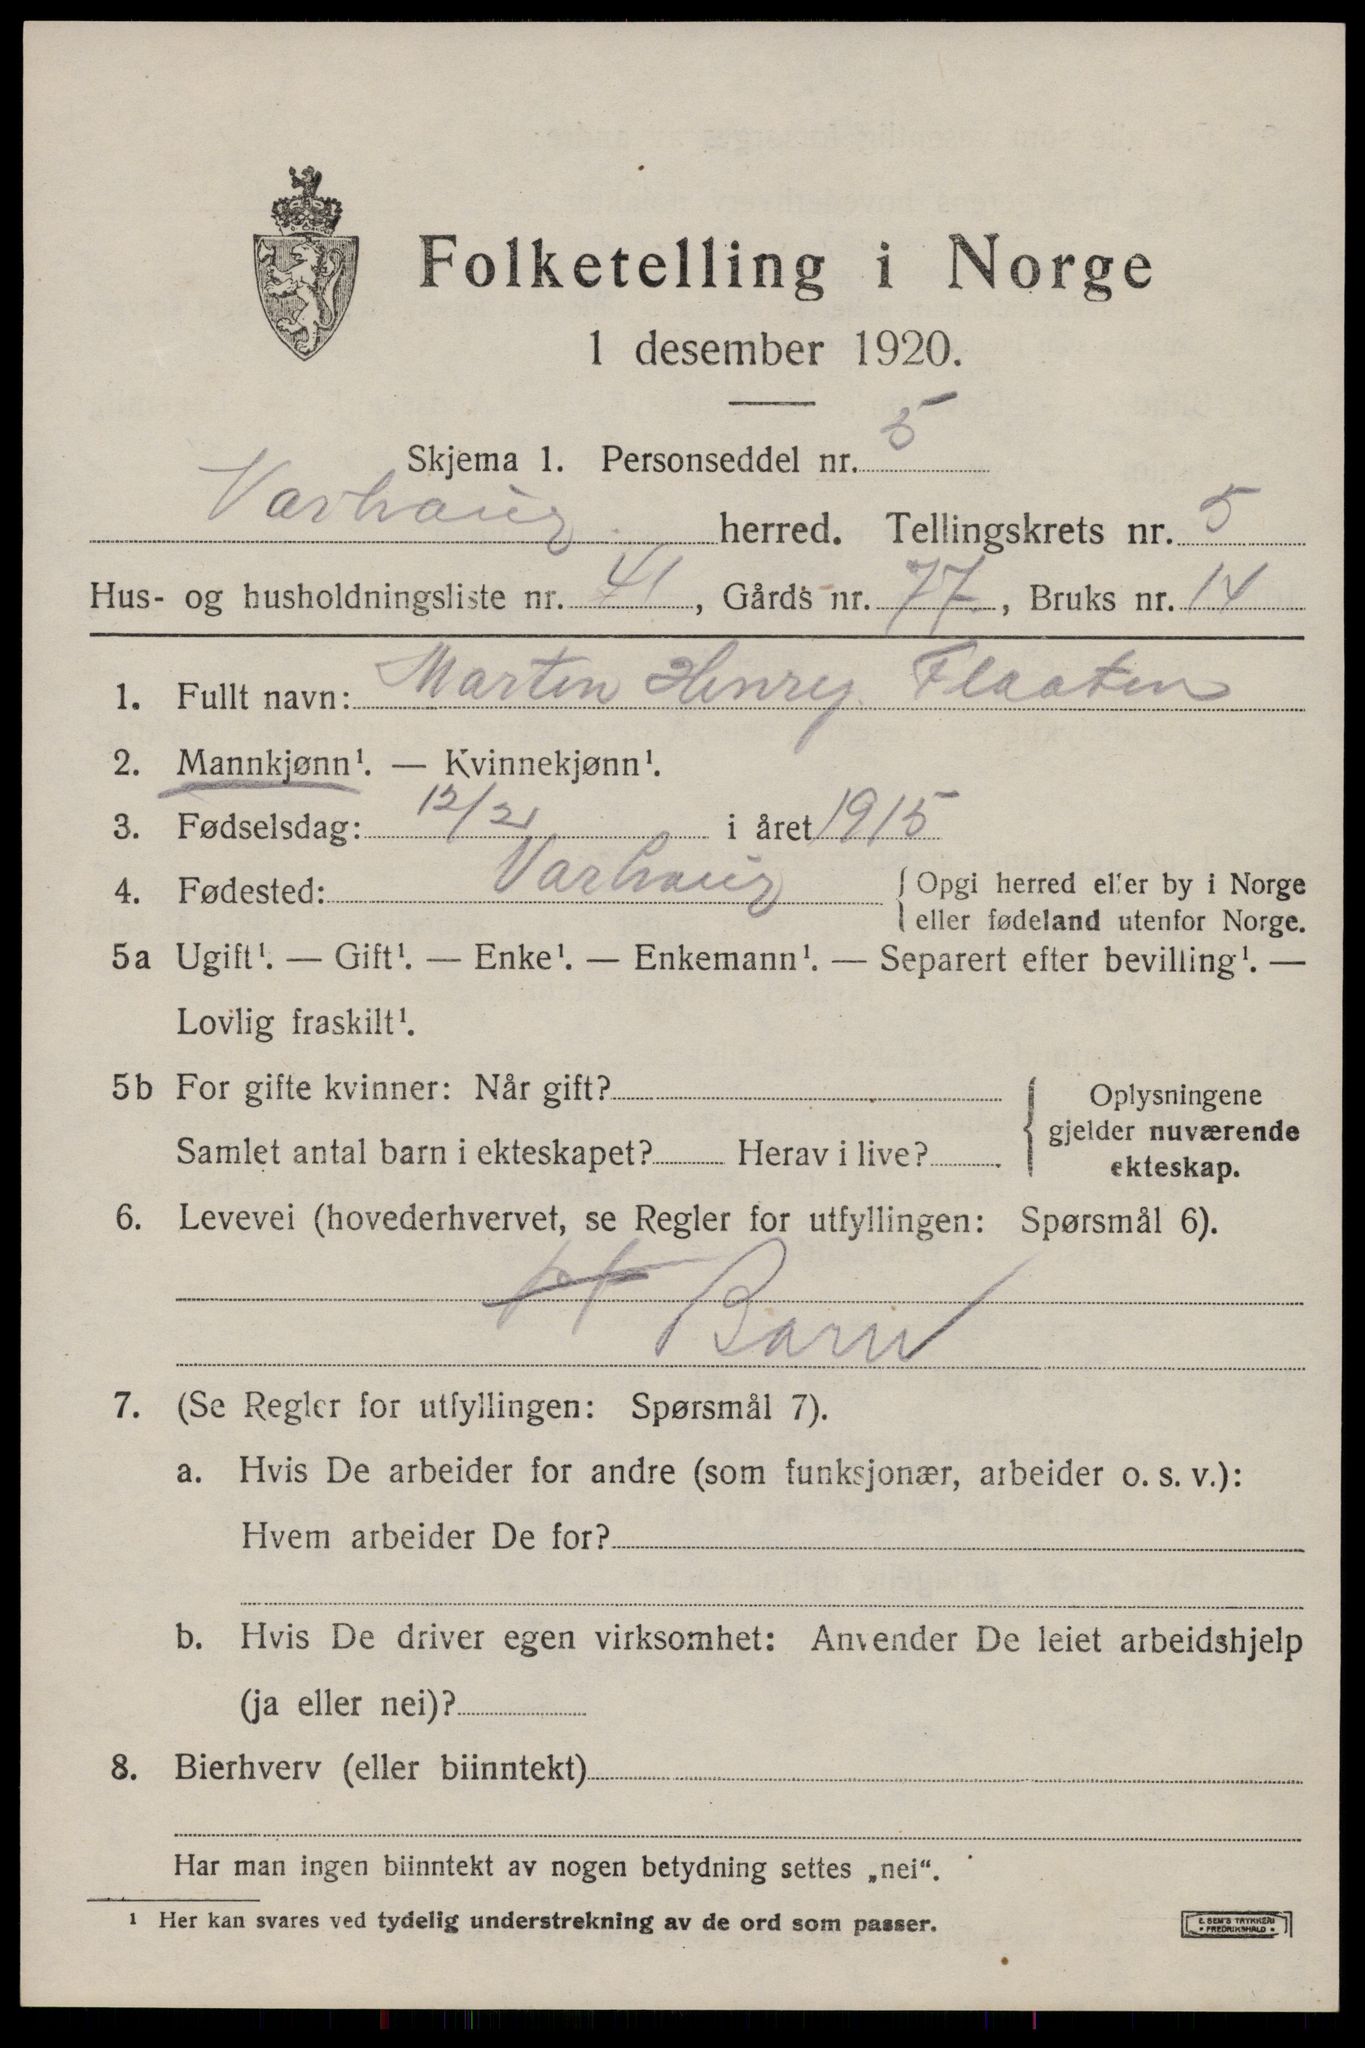 Folketelling i Norge
1 desember 1920.
Skjema 1. Personseddel nr. 5
Varhaug herred. Tellingskrets nr. 5
Hus- og husholdningsliste nr. 41, Gårds nr. 77, Bruks nr. 14
1. Fullt navn: Martin Henry Flaaten
2. Mannkjønn¹. — Kvinnekjønn¹.
3. Fødselsdag: 12/2 i året 1915
4. Fødested: Varhaug { Opgi herred eller by i Norge
eller fødeland utenfor Norge.
5a Ugift¹. — Gift¹. — Enke¹. — Enkemann¹. — Separert efter bevilling¹. —
Lovlig fraskilt¹.
5b For gifte kvinner: Når gift?
Samlet antal barn i ekteskapet? Herav i live?
Oplysningene
gjelder nuværende
ekteskap.
6. Levevei (hovederhvervet, se Regler for utfyllingen: Spørsmål 6).
Barn
7. (Se Regler for utfyllingen: Spørsmål 7).
a. Hvis De arbeider for andre (som funksjonær, arbeider o. s. v.):
Hvem arbeider De for?
b. Hvis De driver egen virksomhet: Anvender De leiet arbeidshjelp
(ja eller nei)?
8. Bierhverv (eller biinntekt)
Har man ingen biinntekt av nogen betydning settes „nei“.
¹ Her kan svares ved tydelig understrekning av de ord som passer.
E. SEM'S TRYKKERI
• FREDRIKSHALD •